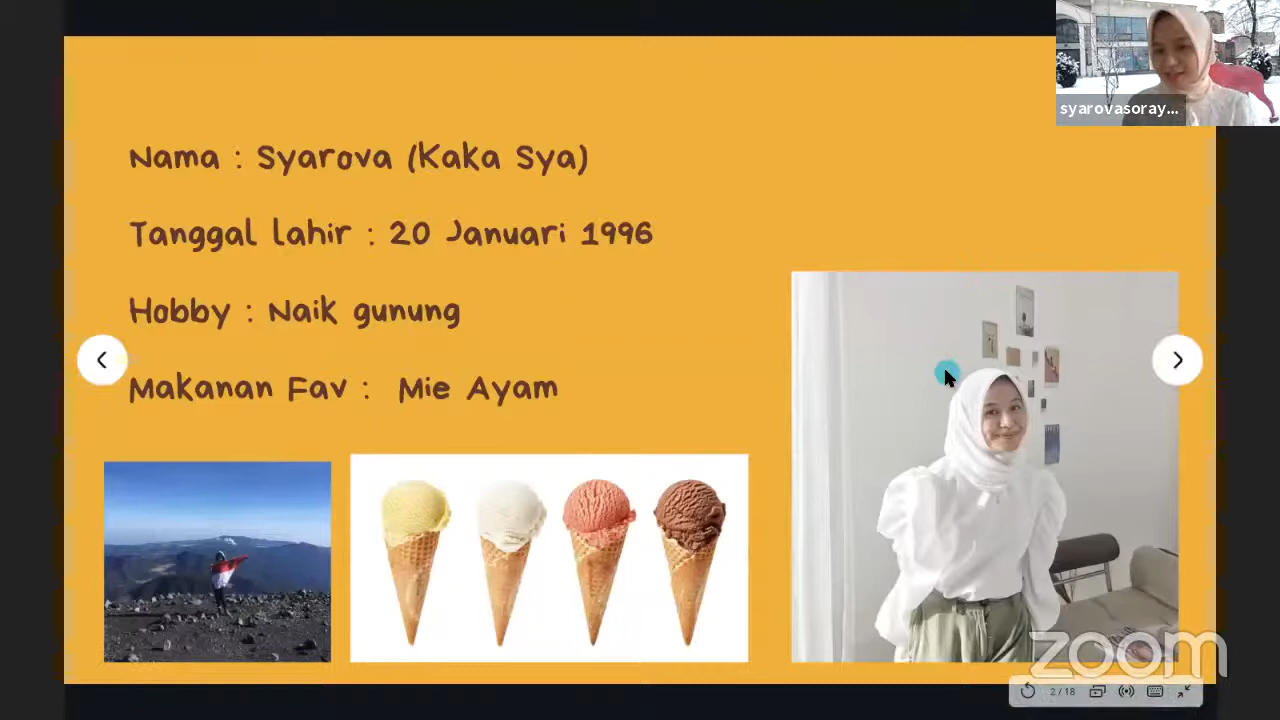 syarovasoray...
Nama : Syarova (Kaka Sya)
Tanggal lahir : 20 Januari 1996
Hobby : Naik gunung
Makanan Fav : Mie Ayam
zoom
2 / 18